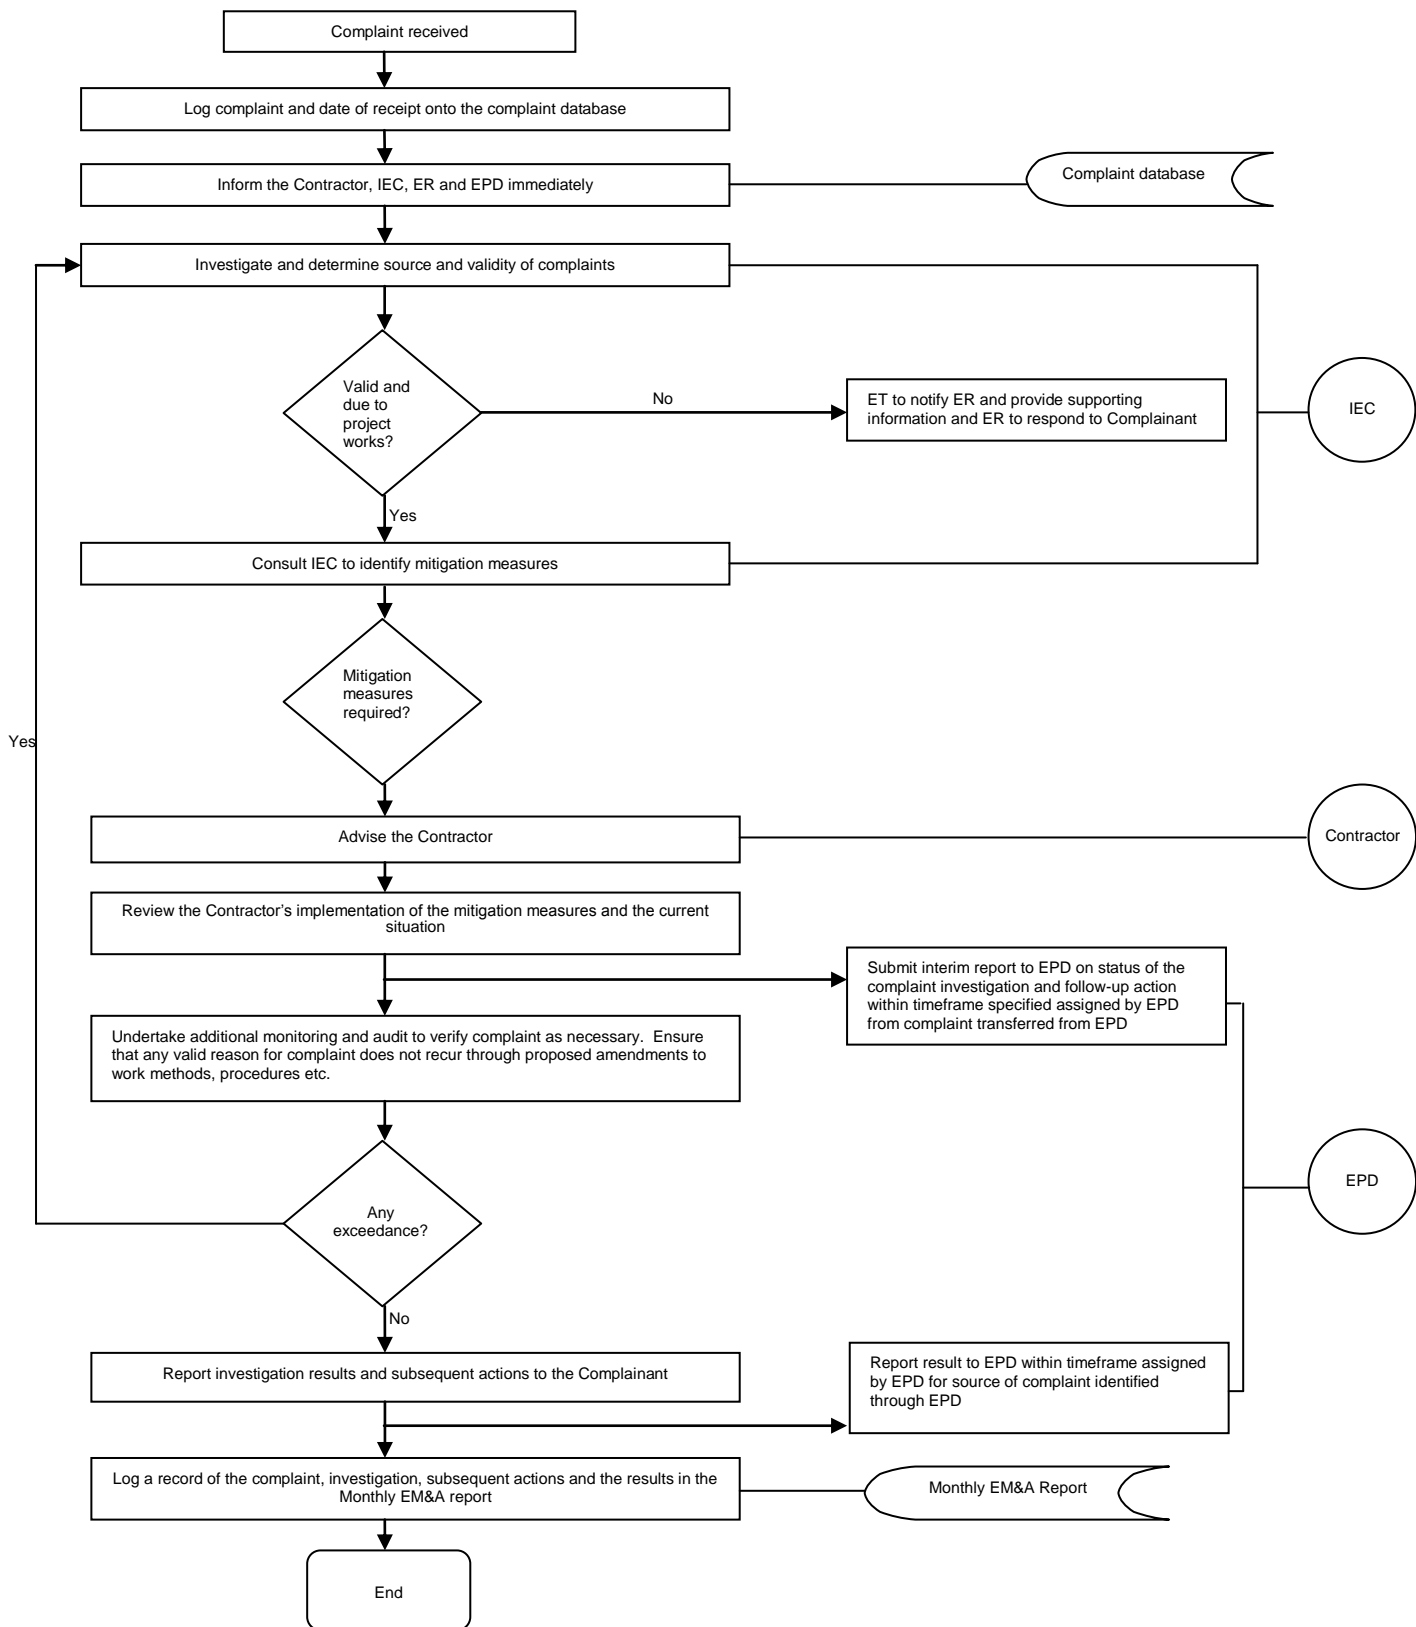 Complaint received
Log complaint and date of receipt onto the complaint database
Inform the Contractor, IEC, ER and EPD immediately
Complaint database
Investigate and determine source and validity of complaints
Valid and
due to
project
works?
No
ET to notify ER and provide supporting
information and ER to respond to Complainant
IEC
Yes
Consult IEC to identify mitigation measures
Mitigation
measures
required?
Yes
Advise the Contractor
Contractor
Review the Contractor's implementation of the mitigation measures and the current
situation
Submit interim report to EPD on status of the
complaint investigation and follow-up action
within timeframe specified assigned by EPD
from complaint transferred from EPD
Undertake additional monitoring and audit to verify complaint as necessary.  Ensure
that any valid reason for complaint does not recur through proposed amendments to
work methods, procedures etc.
EPD
Any
exceedance?
No
Report investigation results and subsequent actions to the Complainant
Report result to EPD within timeframe assigned
by EPD for source of complaint identified
through EPD
Log a record of the complaint, investigation, subsequent actions and the results in the
Monthly EM&A report
Monthly EM&A Report
End